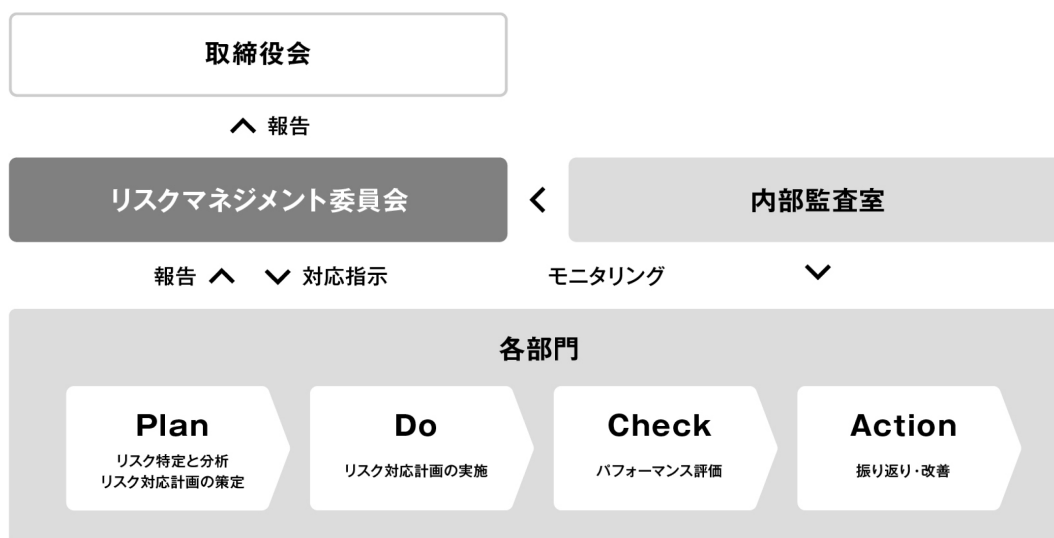 取締役会
報告
リスクマネジメント委員会
内部監査室
報告
対応指示
モニタリング
各部門
Plan
リスク特定と分析
リスク対応計画の策定
Do
リスク対応計画の実施
Check
パフォーマンス評価
Action
振り返り・改善